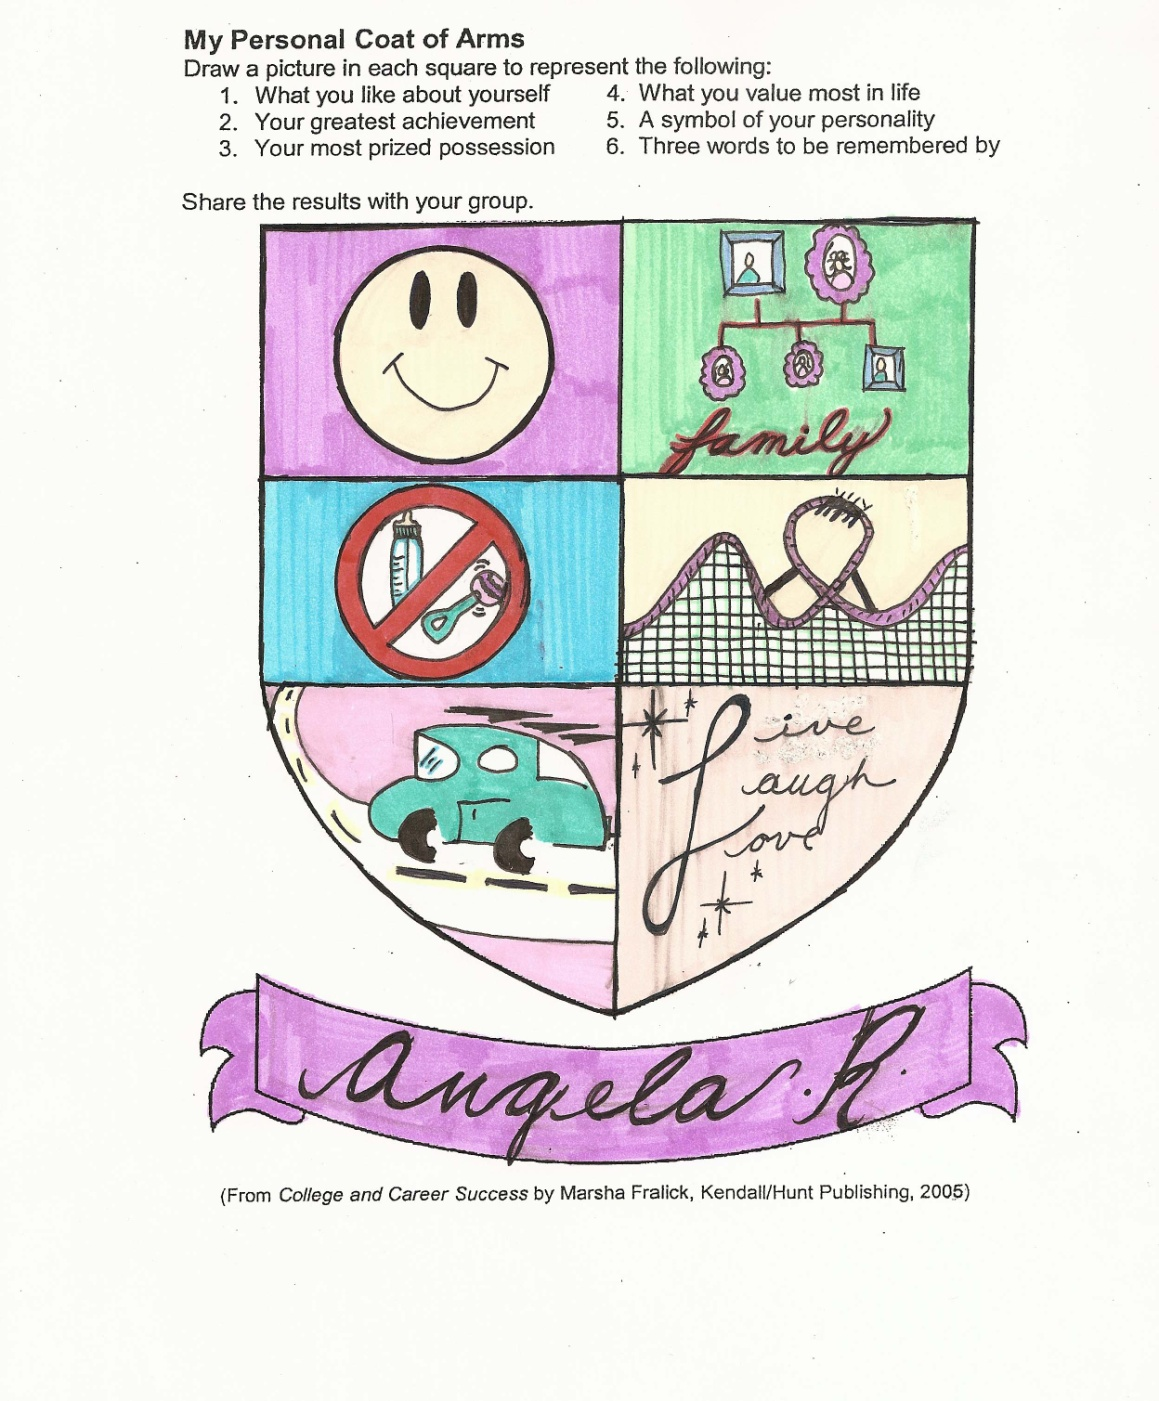 My Personal Coat of Arms
Draw a picture in each square to represent the following:
1. What you like about yourself
2. Your greatest achievement
3. Your most prized possession
4. What you value most in life
5. A symbol of your personality
6. Three words to be remembered by
Share the results with your group.
family
Live
Laugh
Love
Angela .R.
(From College and Career Success by Marsha Fralick, Kendall/Hunt Publishing, 2005)